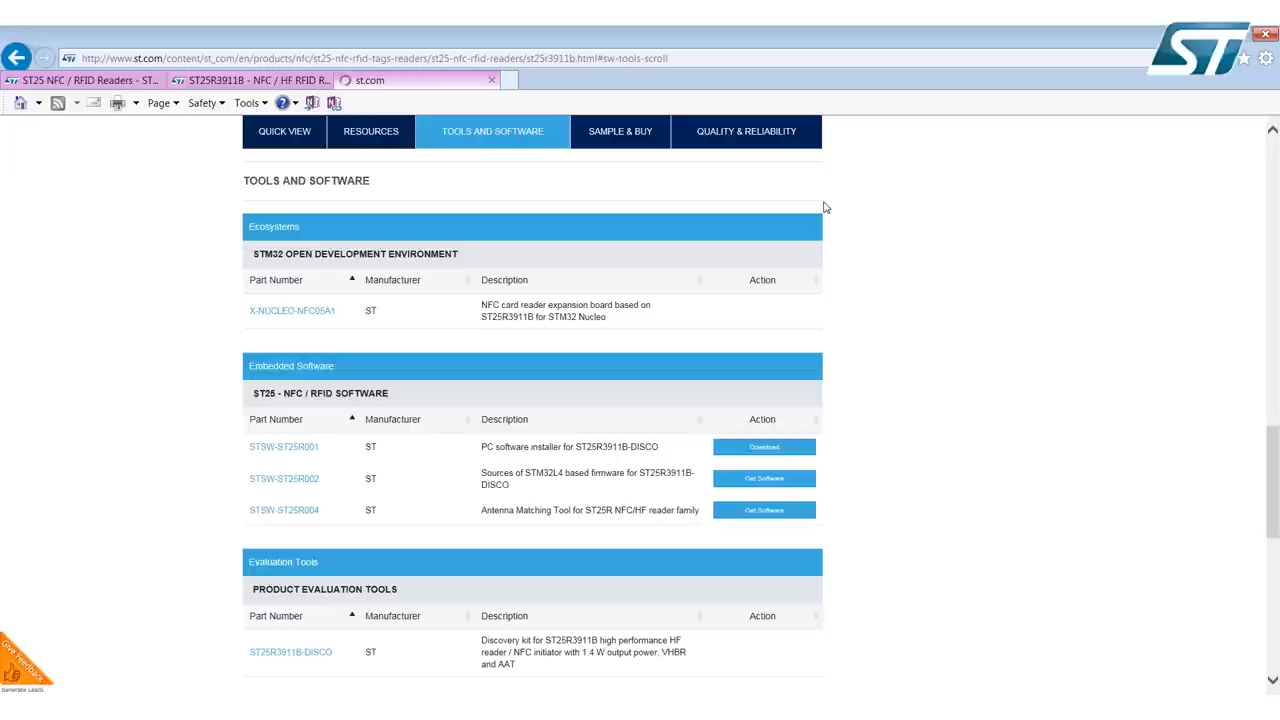 ST
http://www.st.com/content/st_com/en/products/nfc/st25-nfc-rfid-tags-readers/st25-nfc-rfid-readers/st25r3911b.html#sw-tools-scroll
ST25 NFC / RFID Readers - ST... ST25R3911B - NFC / HF RFID R... st.com
Page Safety Tools
QUICK VIEW RESOURCES TOOLS AND SOFTWARE SAMPLE & BUY QUALITY & RELIABILITY
TOOLS AND SOFTWARE
Ecosystems
STM32 OPEN DEVELOPMENT ENVIRONMENT
Part Number Manufacturer Description Action
X-NUCLEO-NFC05A1 ST NFC card reader expansion board based on
ST25R3911B for STM32 Nucleo
Embedded Software
ST25 - NFC / RFID SOFTWARE
Part Number Manufacturer Description Action
STSW-ST25R001 ST PC software installer for ST25R3911B-DISCO Download
STSW-ST25R002 ST Sources of STM32L4 based firmware for ST25R3911B-
DISCO Get Software
STSW-ST25R004 ST Antenna Matching Tool for ST25R NFC/HF reader family Get Software
Evaluation Tools
PRODUCT EVALUATION TOOLS
Part Number Manufacturer Description Action
ST25R3911B-DISCO ST Discovery kit for ST25R3911B high performance HF
reader / NFC initiator with 1.4 W output power, VHBR
and AAT
Give Feedback
Generate Leads